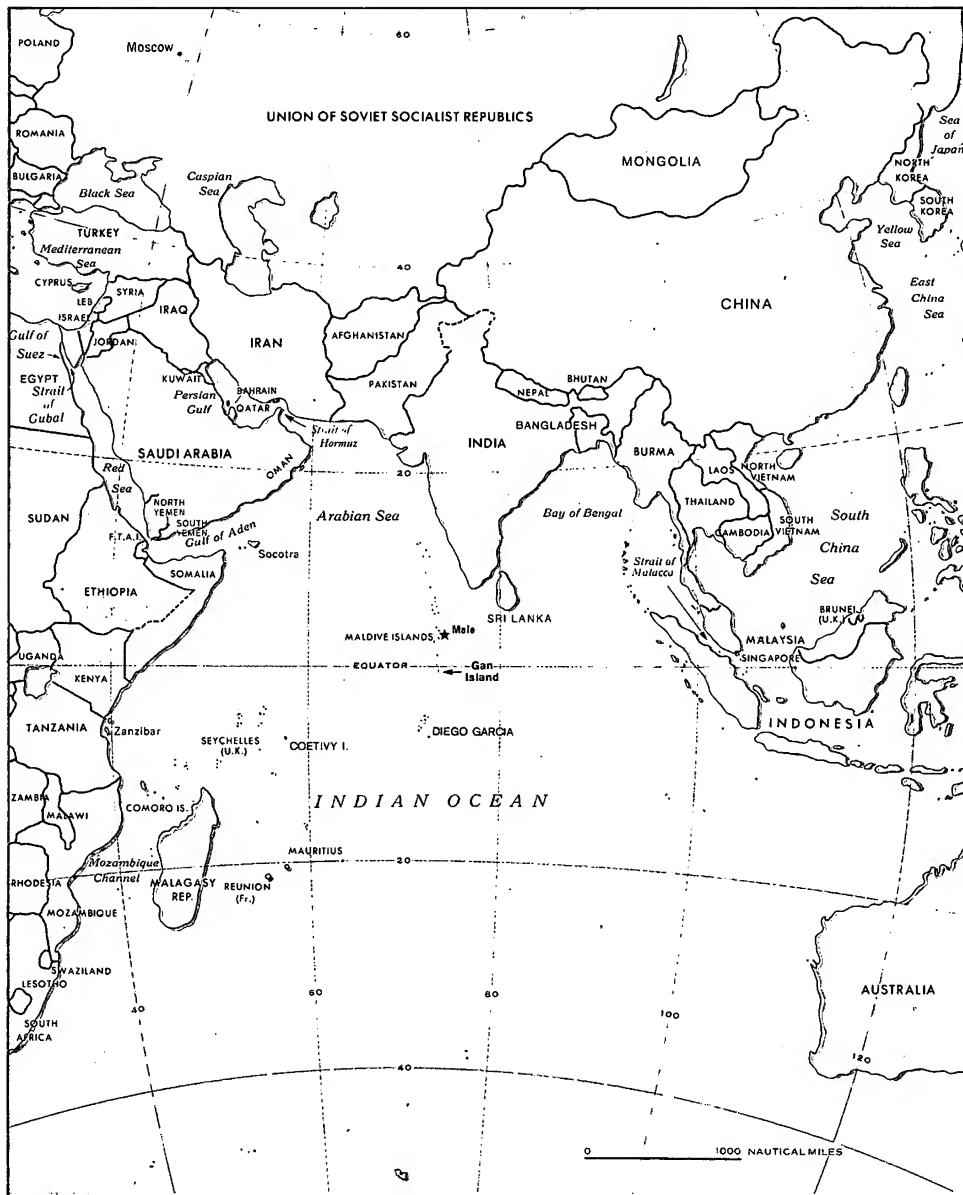 60
POLAND
Moscow
UNION OF SOVIET SOCIALIST REPUBLICS
Sea
of
Japan
ROMANIA
BULGARIA
Black Sea
Caspian
Sea
MONGOLIA
NORTH
KOREA
SOUTH
KOREA
Yellow
Sea
TURKEY
Mediterranean
Sea
CYPRUS
LEB.
SYRIA
ISRAEL
JORDAN
IRAQ
IRAN
40
AFGHANISTAN
CHINA
East
China
Sea
Gulf of
Suez
EGYPT
Strait
of
Gubal
KUWAIT
Persian
Gulf
BAHRAIN
QATAR
Strait of
Hormuz
PAKISTAN
NEPAL
BHUTAN
BANGLADESH
INDIA
BURMA
SAUDI ARABIA
OMAN
20
LAOS
NORTH
VIETNAM
THAILAND
CAMBODIA
SOUTH
VIETNAM
Red
Sea
NORTH
YEMEN
SOUTH
YEMEN
Gulf of Aden
Arabian Sea
Bay of Bengal
South
China
Sea
SUDAN
F.T.A.I.
Socotra
SOMALIA
ETHIOPIA
Strait of
Malacca
SRI LANKA
BRUNEI
(U.K.)
MALDIVE ISLANDS
Male
MALAYSIA
SINGAPORE
UGANDA
KENYA
EQUATOR
Gan
Island
TANZANIA
Zanzibar
SEYCHELLES
(U.K.)
COETIVY I.
DIEGO GARCIA
INDONESIA
ZAMBIA
MALAWI
COMORO IS.
INDIAN OCEAN
Mozambique
Channel
MAURITIUS
20
RHODESIA
MALAGASY
REP.
REUNION
(Fr.)
MOZAMBIQUE
SWAZILAND
LESOTHO
SOUTH
AFRICA
AUSTRALIA
40
60
80
100
120
40
0 1000 NAUTICAL MILES